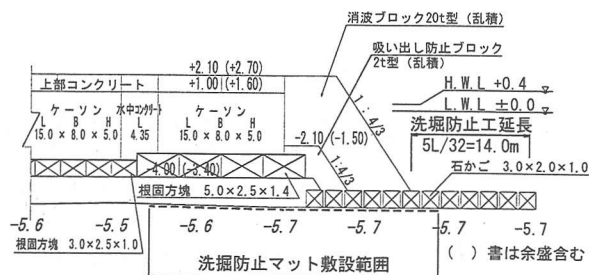 消波ブロック20t型（乱積）
吸い出し防止ブロック
2t型（乱積）
+2.10 (+2.70)
上部コンクリート
+1.00 (+1.60)
H.W.L +0.4
L.W.L ±0.0
1：4/3
ケーソン
L B H
15.0 × 8.0 × 5.0
水中コンクリート
L
4.35
ケーソン
L B H
15.0 × 8.0 × 5.0
-2.10 (-1.50)
洗掘防止工延長
5L/32=14.0m
1:4/3
石かご 3.0×2.0×1.0
-4.00 (-3.40)
根固方塊 5.0×2.5×1.4
-5.6 -5.5 -5.6 -5.7 -5.7 -5.7
根固方塊 3.0×2.5×1.0
洗掘防止マット敷設範囲
（ ）書は余盛含む